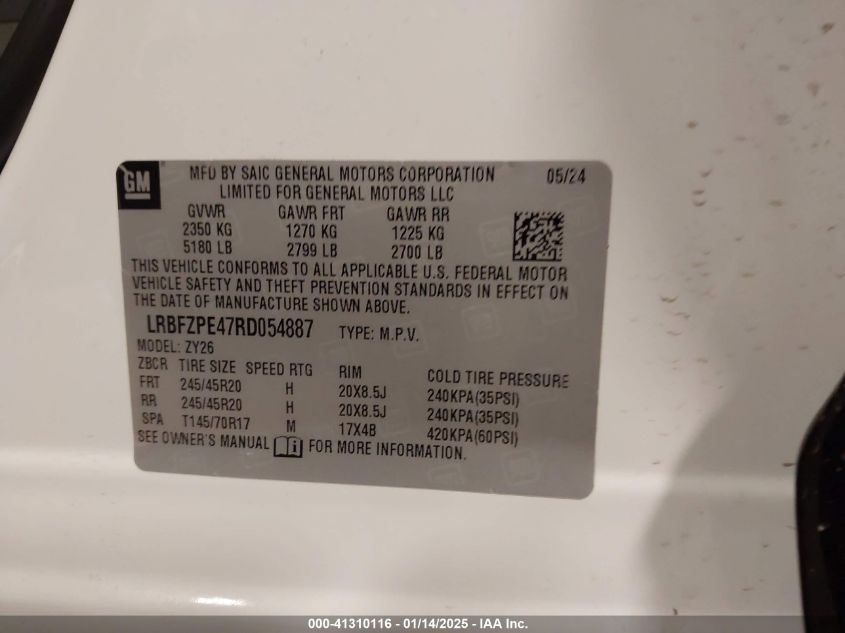 GM
MFD BY SAIC GENERAL MOTORS CORPORATION 05/24
LIMITED FOR GENERAL MOTORS LLC
GVWR GAWR FRT GAWR RR
2350 KG 1270 KG 1225 KG
5180 LB 2799 LB 2700 LB
THIS VEHICLE CONFORMS TO ALL APPLICABLE U.S. FEDERAL MOTOR
VEHICLE SAFETY AND THEFT PREVENTION STANDARDS IN EFFECT ON
THE DATE OF MANUFACTURE SHOWN ABOVE.
LRBFZPE47RD054887 TYPE: M.P.V.
MODEL: ZY26
ZBCR TIRE SIZE SPEED RTG RIM COLD TIRE PRESSURE
FRT 245/45R20 H 20X8.5J 240KPA(35PSI)
RR 245/45R20 H 20X8.5J 240KPA(35PSI)
SPA T145/70R17 M 17X4B 420KPA(60PSI)
SEE OWNER'S MANUAL FOR MORE INFORMATION.
000-41310116 — 01/14/2025 — IAA Inc.